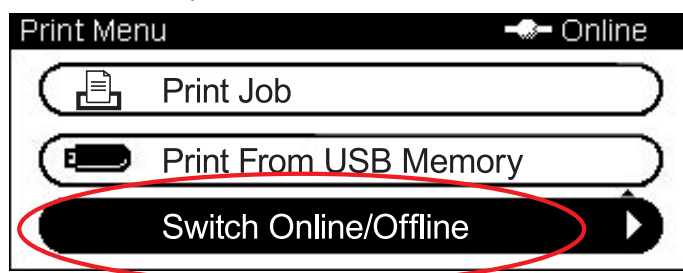 Print Menu Online
Print Job
Print From USB Memory
Switch Online/Offline